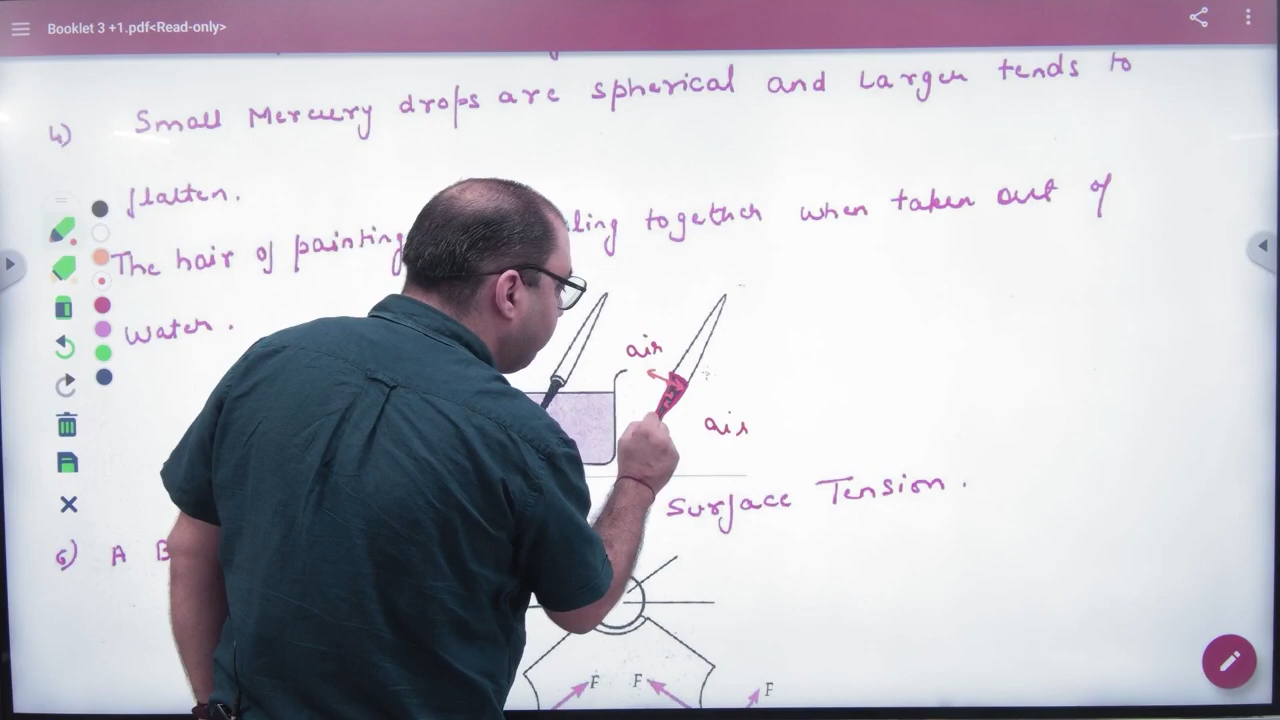 Booklet 3 +1.pdf<Read-only>
4) Small Mercury drops are spherical and Larger tends to
flatten.
The hair of painting ling together when taken out of
water.
air
air
Surface Tension.
6) A B
F F F